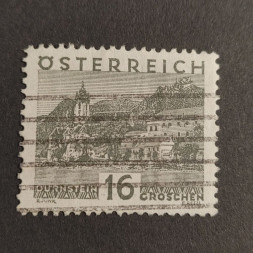 ÖSTERREICH
DÜRNSTEIN 16 GROSCHEN